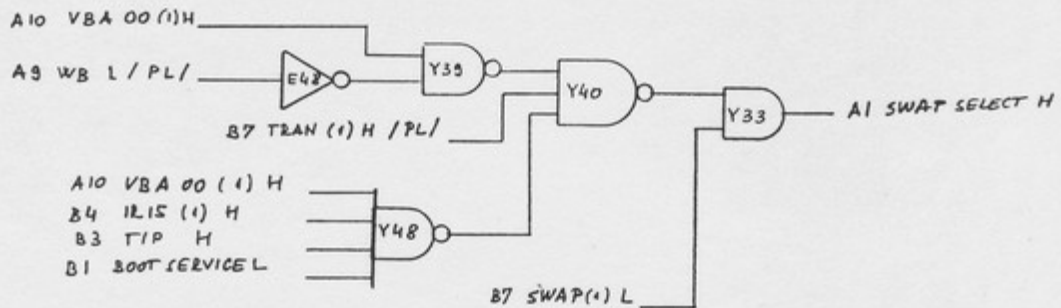 A10 VBA 00 (1)H
A9 WB L /PL/
E48
Y39
Y40
B7 TRAN (1) H /PL/
Y33
A1 SWAP SELECT H
A10 VBA 00 (1) H
B4 IR15 (1) H
B3 TIP H
B1 BOOT SERVICE L
Y48
B7 SWAP(1) L